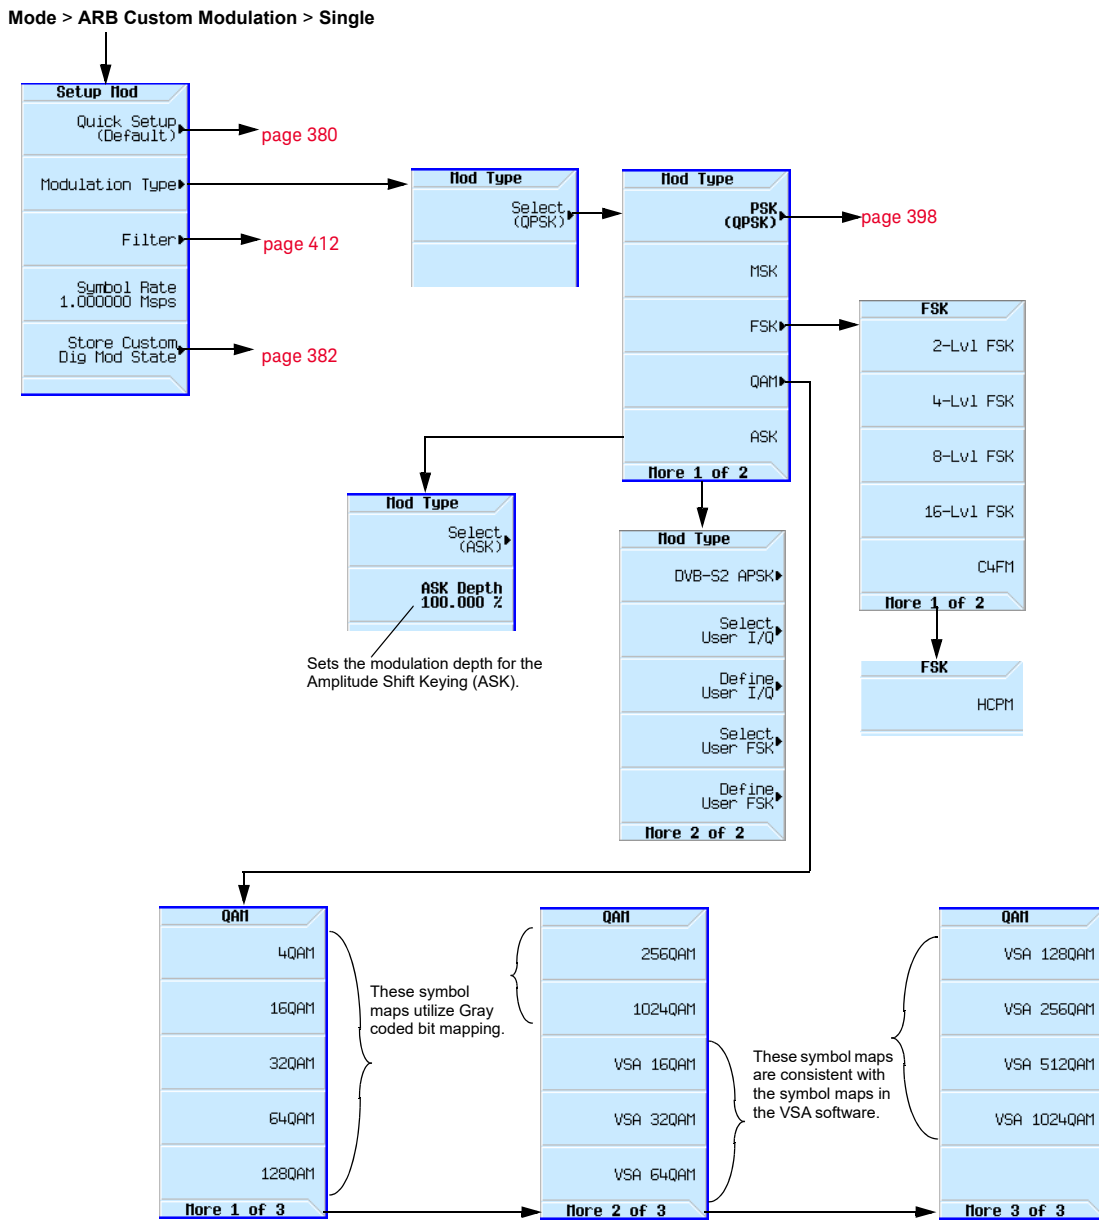 Mode > ARB Custom Modulation > Single
Setup Mod
Quick Setup
(Default)
page 380
Modulation Type
Filter
page 412
Symbol Rate
1.000000 Msps
Store Custom
Dig Mod State
page 382
Mod Type
Select
(QPSK)
Mod Type
PSK
(QPSK)
page 398
MSK
FSK
QAM
ASK
More 1 of 2
FSK
2-Lvl FSK
4-Lvl FSK
8-Lvl FSK
16-Lvl FSK
C4FM
More 1 of 2
FSK
HCPM
Mod Type
Select
(ASK)
ASK Depth
100.000 %
Sets the modulation depth for the
Amplitude Shift Keying (ASK).
Mod Type
DVB-S2 APSK
Select
User I/Q
Define
User I/Q
Select
User FSK
Define
User FSK
More 2 of 2
QAM
4QAM
16QAM
32QAM
64QAM
128QAM
More 1 of 3
These symbol
maps utilize Gray
coded bit mapping.
QAM
256QAM
1024QAM
VSA 16QAM
VSA 32QAM
VSA 64QAM
More 2 of 3
These symbol maps
are consistent with
the symbol maps in
the VSA software.
QAM
VSA 128QAM
VSA 256QAM
VSA 512QAM
VSA 1024QAM
More 3 of 3